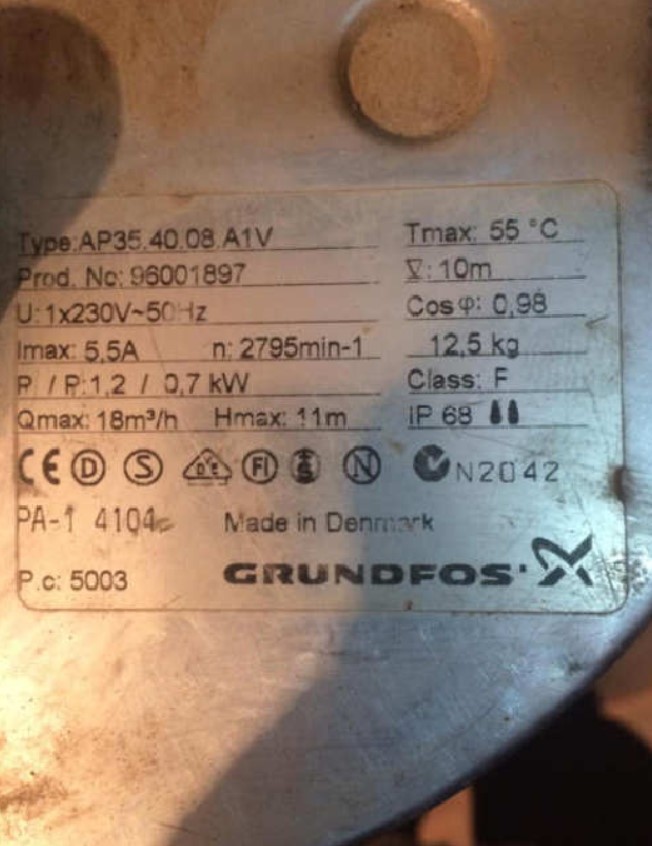 Type:AP35.40.08.A1V Tmax: 55 °C
Prod. No: 96001897 ∇: 10m
U: 1x230V~50Hz Cos φ: 0,98
Imax: 5,5A n: 2795min-1 12,5 kg
P / P:1,2 / 0,7 kW Class: F
Qmax: 18m³/h Hmax: 11m IP 68
CE D S D E FI S N N2042
PA-1 4104 Made in Denmark
P.c: 5003 GRUNDFOS